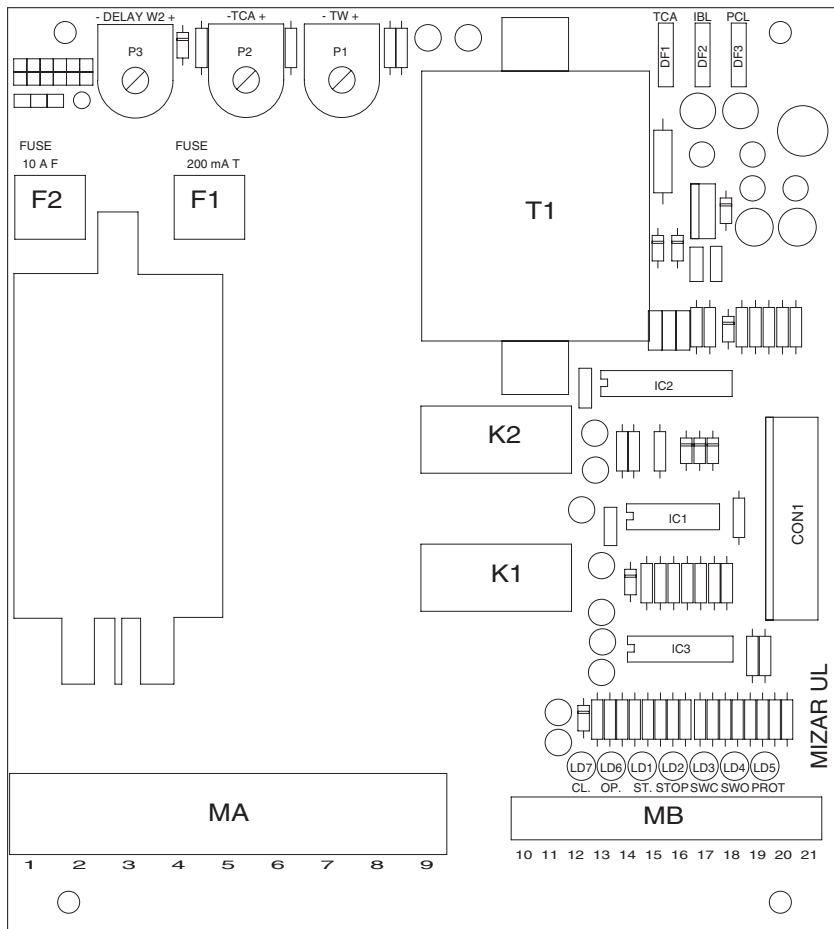 - DELAY W2 +
-TCA +
- TW +
TCA IBL PCL
P3
P2
P1
DF1
DF2
DF3
FUSE
10 A F
FUSE
200 mA T
F2
F1
T1
IC2
K2
IC1
CON1
K1
IC3
MIZAR UL
LD7 LD6 LD1 LD2 LD3 LD4 LD5
CL. OP. ST. STOP SWC SWO PROT
MA
MB
1 2 3 4 5 6 7 8 9
10 11 12 13 14 15 16 17 18 19 20 21